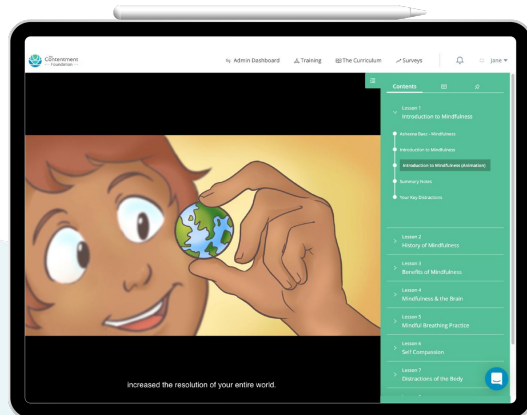 The Contentment
Foundation
Admin Dashboard Training The Curriculum Surveys Jane
Contents
Lesson 1
Introduction to Mindfulness
Introduction to Mindfulness
Introduction to Mindfulness (Animation)
Summary Notes
Your Key Distractions
Lesson 2
History of Mindfulness
Lesson 3
Benefits of Mindfulness
Lesson 4
Mindfulness & the Brain
Lesson 5
Mindful Breathing Practice
Lesson 6
Self Compassion
Lesson 7
Distractions of the Body
increased the resolution of your entire world.